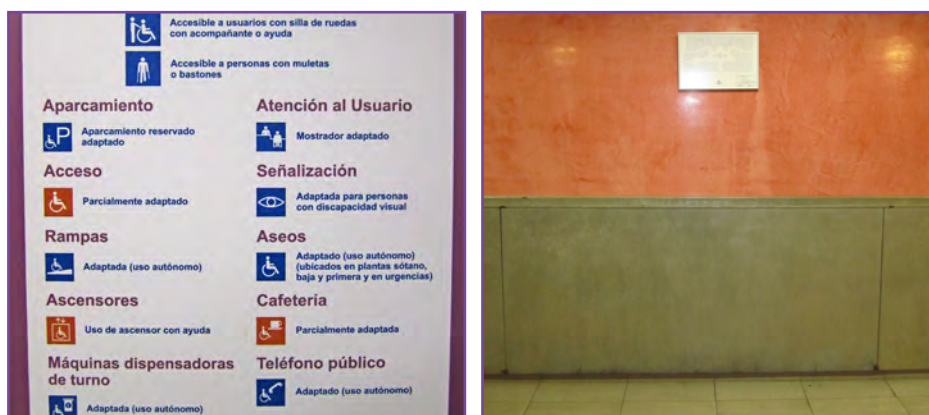 Accesible a usuarios con silla de ruedas
con acompañante o ayuda
Accesible a personas con muletas
o bastones
Aparcamiento
Aparcamiento reservado
adaptado
Atención al Usuario
Mostrador adaptado
Acceso
Parcialmente adaptado
Señalización
Adaptada para personas
con discapacidad visual
Rampas
Adaptada (uso autónomo)
Aseos
Adaptado (uso autónomo)
(ubicados en plantas sótano,
baja y primera y en urgencias)
Ascensores
Uso de ascensor con ayuda
Cafetería
Parcialmente adaptada
Máquinas dispensadoras
de turno
Adaptada (uso autónomo)
Teléfono público
Adaptado (uso autónomo)